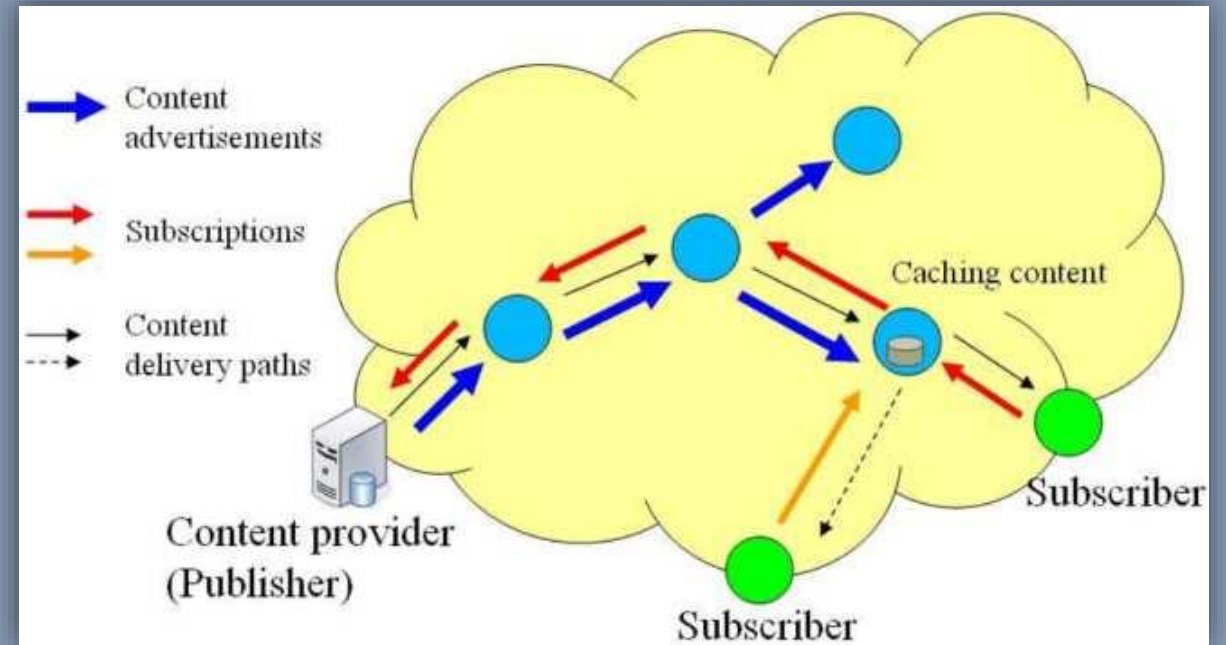 Content
advertisements
Subscriptions
Content
delivery paths
Caching content
Content provider
(Publisher)
Subscriber
Subscriber